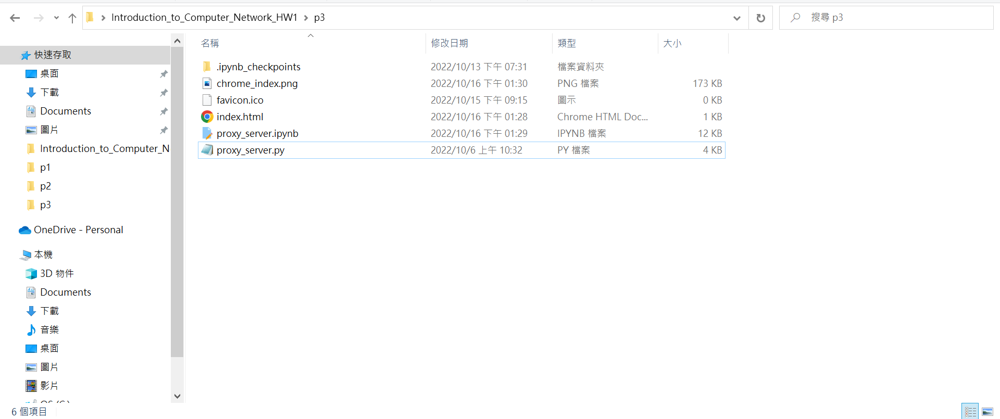 Introduction_to_Computer_Network_HW1 > p3
搜尋 p3
名稱 修改日期 類型 大小
.ipynb_checkpoints 2022/10/13 下午 07:31 檔案資料夾
chrome_index.png 2022/10/16 下午 01:30 PNG 檔案 173 KB
favicon.ico 2022/10/15 下午 09:15 圖示 0 KB
index.html 2022/10/16 下午 01:28 Chrome HTML Doc... 1 KB
proxy_server.ipynb 2022/10/16 下午 01:29 IPYNB 檔案 12 KB
proxy_server.py 2022/10/6 上午 10:32 PY 檔案 4 KB
快速存取
桌面
下載
Documents
圖片
Introduction_to_Computer_N
p1
p2
p3
OneDrive - Personal
本機
3D 物件
Documents
下載
音樂
桌面
圖片
影片
6 個項目